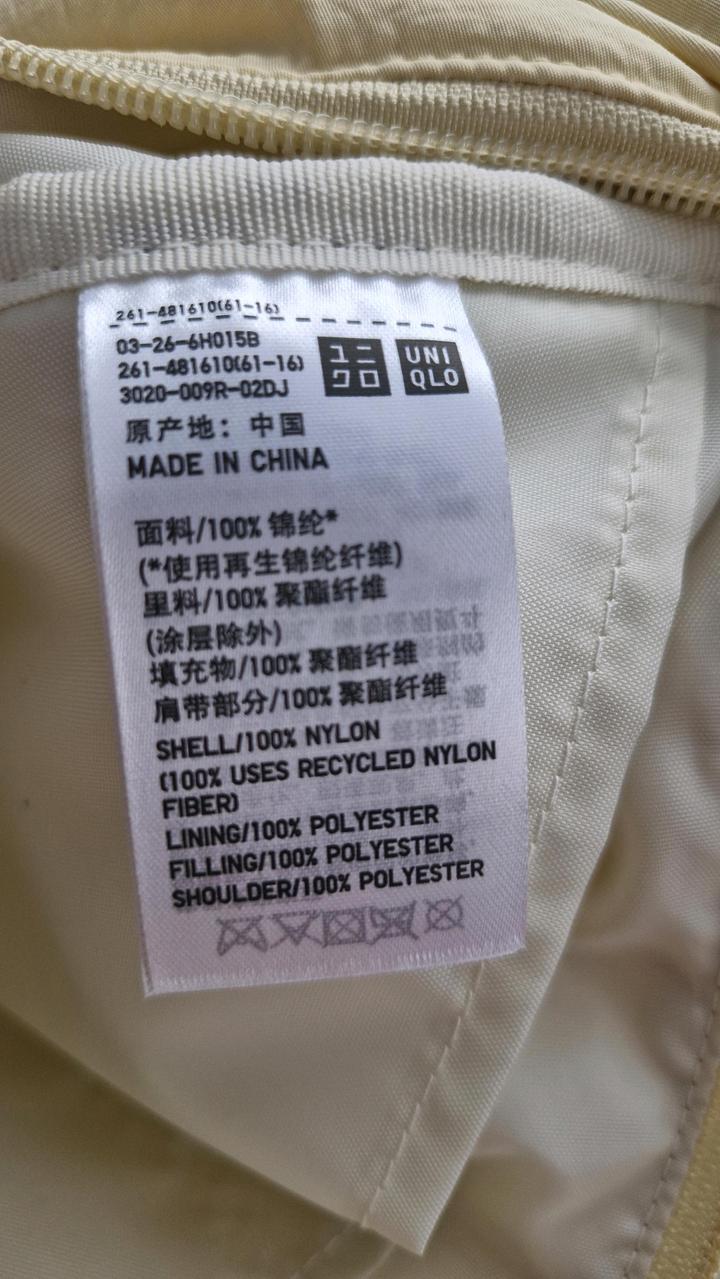 261-481610(61-16)
03-26-6H015B
261-481610(61-16)
3020-009R-02DJ
ユニ
クロ
UNI
QLO
原产地：中国
MADE IN CHINA
面料/100% 锦纶*
(*使用再生锦纶纤维)
里料/100% 聚酯纤维
(涂层除外)
填充物/100% 聚酯纤维
肩带部分/100% 聚酯纤维
SHELL/100% NYLON
(100% USES RECYCLED NYLON
FIBER)
LINING/100% POLYESTER
FILLING/100% POLYESTER
SHOULDER/100% POLYESTER